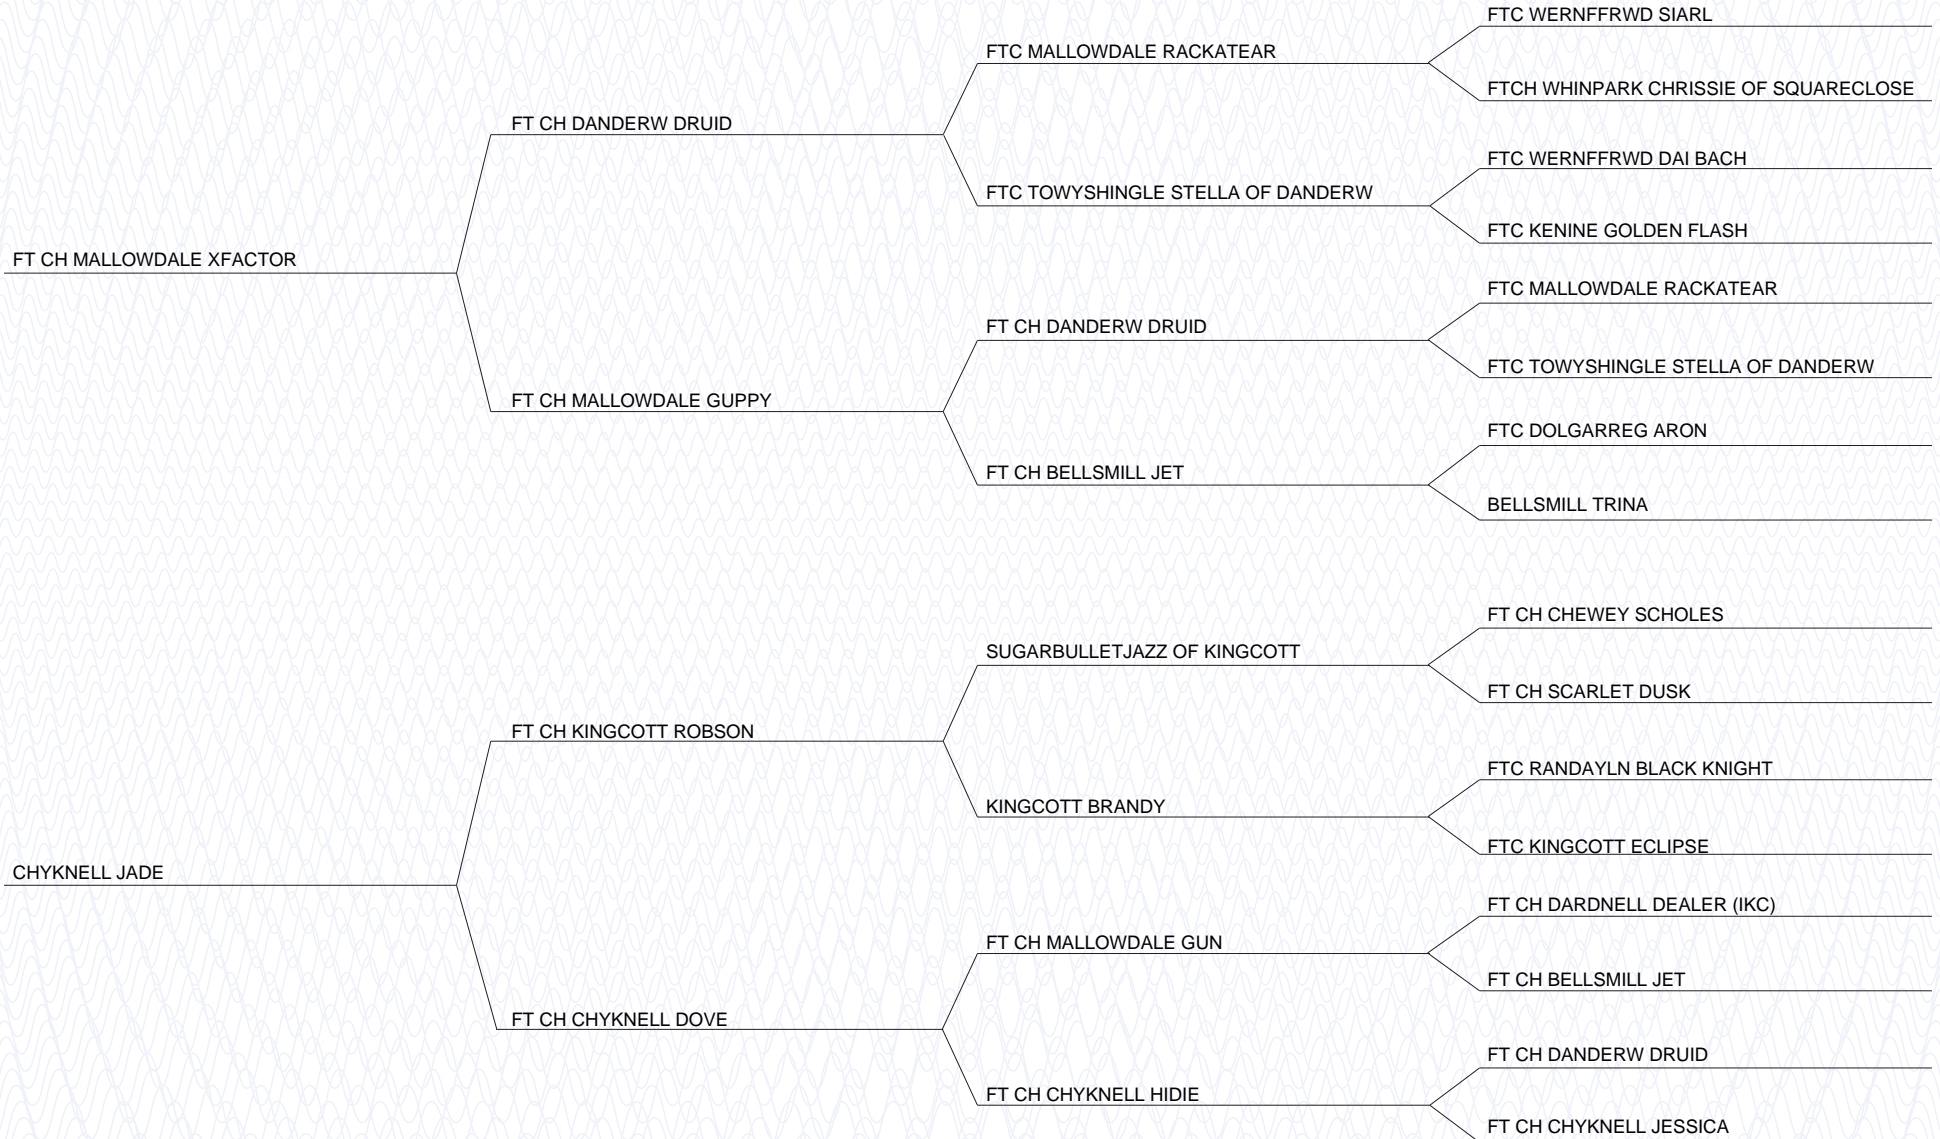 FTC WERNFFRWD SIARL
FTC MALLOWDALE RACKATEAR
FTCH WHINPARK CHRISSIE OF SQUARECLOSE
FT CH DANDERW DRUID
FTC WERNFFRWD DAI BACH
FTC TOWYSHINGLE STELLA OF DANDERW
FTC KENINE GOLDEN FLASH
FT CH MALLOWDALE XFACTOR
FTC MALLOWDALE RACKATEAR
FT CH DANDERW DRUID
FTC TOWYSHINGLE STELLA OF DANDERW
FT CH MALLOWDALE GUPPY
FTC DOLGARREG ARON
FT CH BELLSMILL JET
BELLSMILL TRINA
FT CH CHEWEY SCHOLES
SUGARBULLETJAZZ OF KINGCOTT
FT CH SCARLET DUSK
FT CH KINGCOTT ROBSON
FTC RANDAYLN BLACK KNIGHT
KINGCOTT BRANDY
FTC KINGCOTT ECLIPSE
CHYKNELL JADE
FT CH DARDNELL DEALER (IKC)
FT CH MALLOWDALE GUN
FT CH BELLSMILL JET
FT CH CHYKNELL DOVE
FT CH DANDERW DRUID
FT CH CHYKNELL HIDIE
FT CH CHYKNELL JESSICA